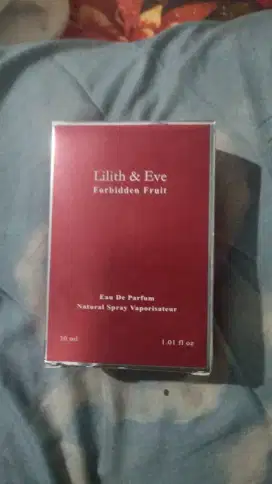 Lilith & Eve
Forbidden Fruit
Eau De Parfum
Natural Spray Vaporisateur
30 ml 1.01 fl oz